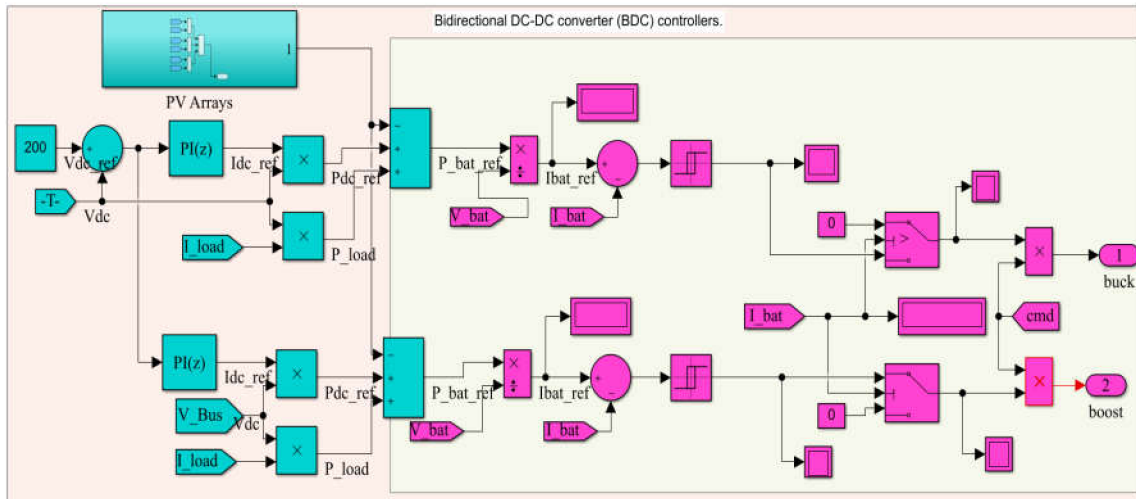 Bidirectional DC-DC converter (BDC) controllers.
1
PV Arrays
200
+
Vdc_ref
PI(z)
Idc_ref
×
Pdc_ref
-T-
Vdc
I_load
×
P_load
−
+
+
P_bat_ref
×
÷
V_bat
Ibat_ref
+
−
I_bat
0
>
×
1
buck
I_bat
cmd
PI(z)
Idc_ref
×
Pdc_ref
V_Bus
Vdc
I_load
×
P_load
−
+
+
P_bat_ref
×
÷
V_bat
Ibat_ref
+
−
I_bat
0
×
2
boost